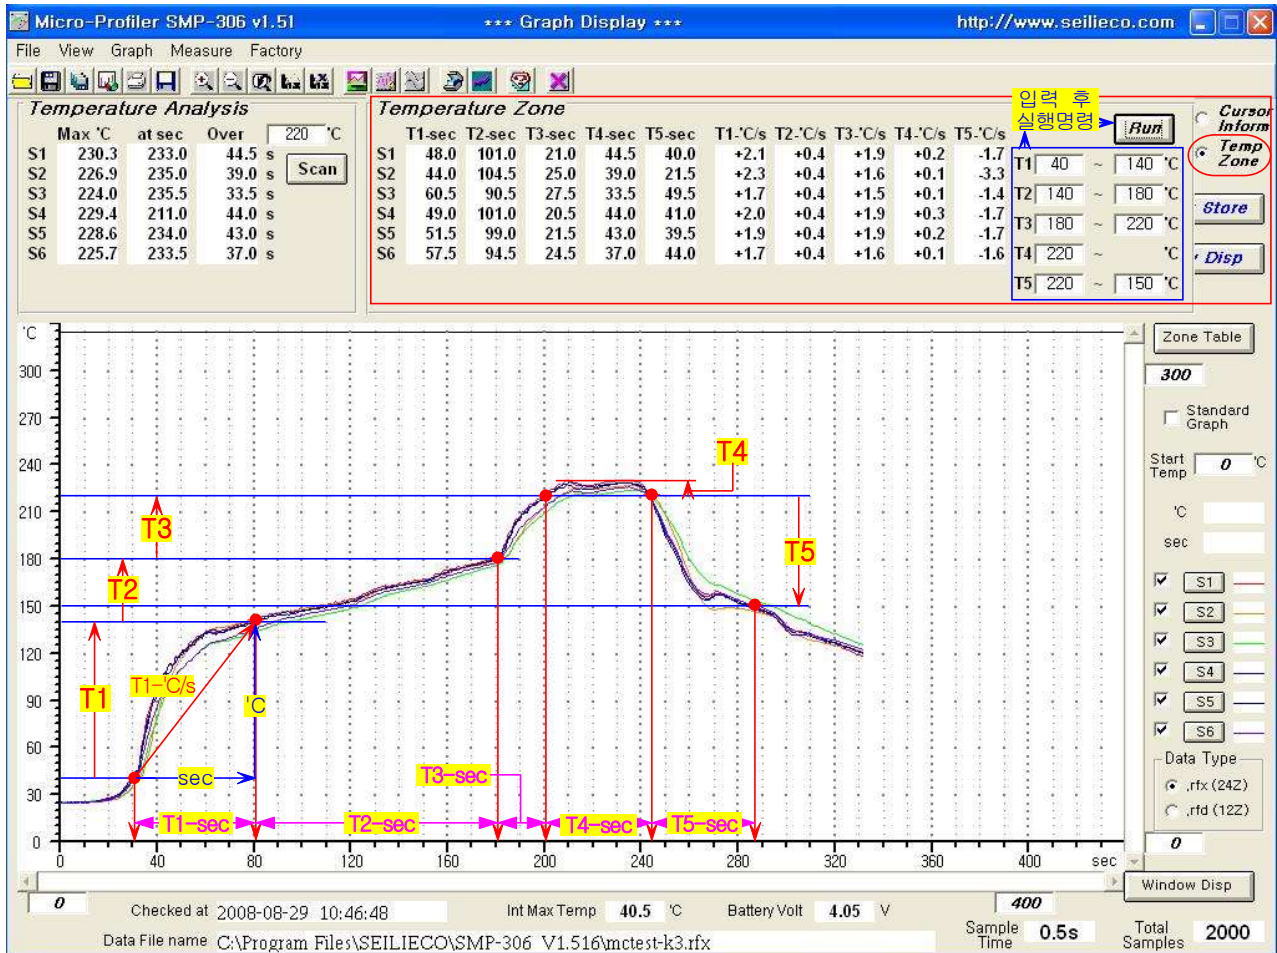 Micro-Profiler SMP-306 v1.51 *** Graph Display *** http://www.seilieco.com
File View Graph Measure Factory
Temperature Analysis
Max 'C at sec Over 220 'C
S1 230.3 233.0 44.5 s
S2 226.9 235.0 39.0 s
S3 224.0 235.5 33.5 s
S4 229.4 211.0 44.0 s
S5 228.6 234.0 43.0 s
S6 225.7 233.5 37.0 s
Scan
Temperature Zone
T1-sec T2-sec T3-sec T4-sec T5-sec T1-'C/s T2-'C/s T3-'C/s T4-'C/s T5-'C/s
S1 48.0 101.0 21.0 44.5 40.0 +2.1 +0.4 +1.9 +0.2 -1.7
S2 44.0 104.5 25.0 39.0 21.5 +2.3 +0.4 +1.6 +0.1 -3.3
S3 60.5 90.5 27.5 33.5 49.5 +1.7 +0.4 +1.5 +0.1 -1.4
S4 49.0 101.0 20.5 44.0 41.0 +2.0 +0.4 +1.9 +0.3 -1.7
S5 51.5 99.0 21.5 43.0 39.5 +1.9 +0.4 +1.9 +0.2 -1.7
S6 57.5 94.5 24.5 37.0 44.0 +1.7 +0.4 +1.6 +0.1 -1.6
입력 후
실행명령
Run
T1 40 ~ 140 'C
T2 140 ~ 180 'C
T3 180 ~ 220 'C
T4 220 ~ 'C
T5 220 ~ 150 'C
Cursor
Inform
Temp
Zone
Store
Disp
'C
300
270
240
210
180
150
120
90
60
30
0
0 40 80 120 160 200 240 280 320 360 400 sec
T4
T3
T2
T5
T1
T1-'C/s
'C
sec
T3-sec
T1-sec T2-sec T4-sec T5-sec
Zone Table
300
Standard
Graph
Start
Temp 0 'C
'C
sec
S1
S2
S3
S4
S5
S6
Data Type
.rfx (24Z)
.rfd (12Z)
0
Window Disp
0 400
Checked at 2008-08-29 10:46:48 Int Max Temp 40.5 'C Battery Volt 4.05 V
Sample
Time 0.5s
Total
Samples 2000
Data File name C:\Program Files\SEILIECO\SMP-306 V1.516\mctest-k3.rfx